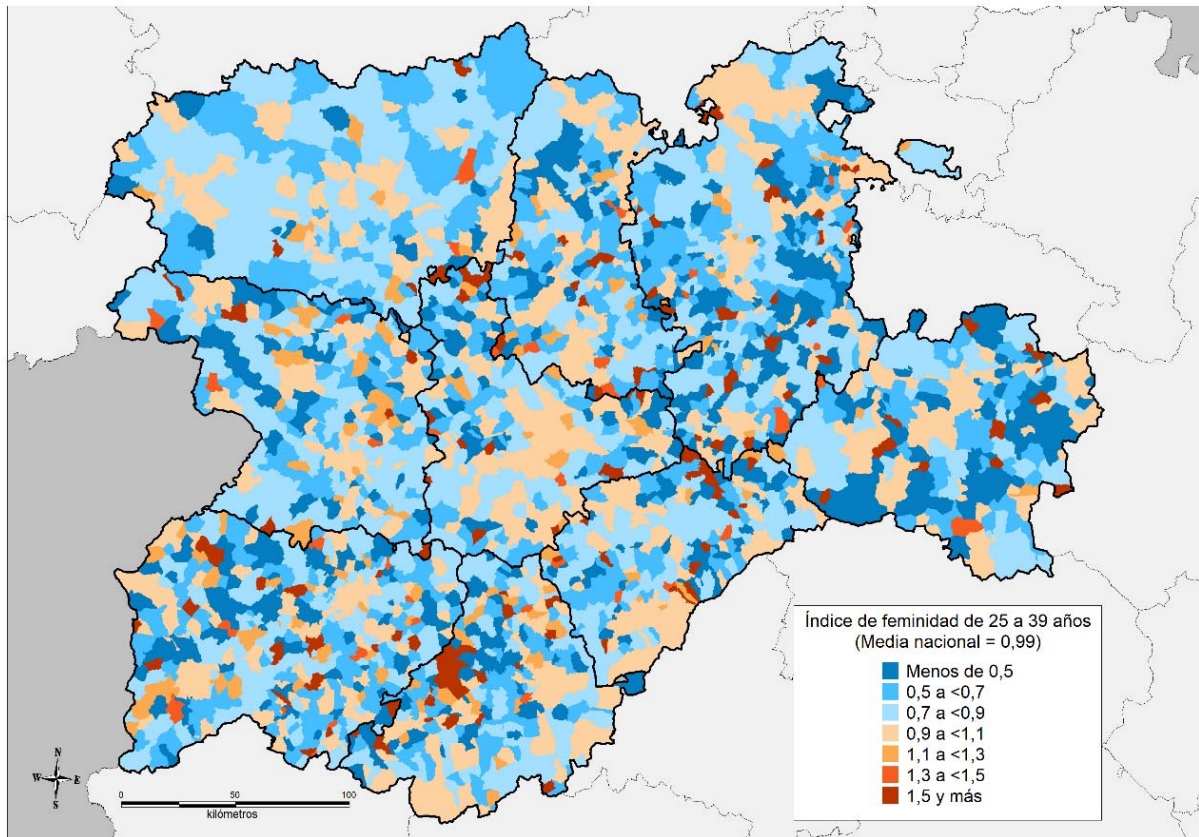 Índice de feminidad de 25 a 39 años
(Media nacional = 0,99)
Menos de 0,5
0,5 a <0,7
0,7 a <0,9
0,9 a <1,1
1,1 a <1,3
1,3 a <1,5
1,5 y más
N
W E
S
0 50 100
kilómetros